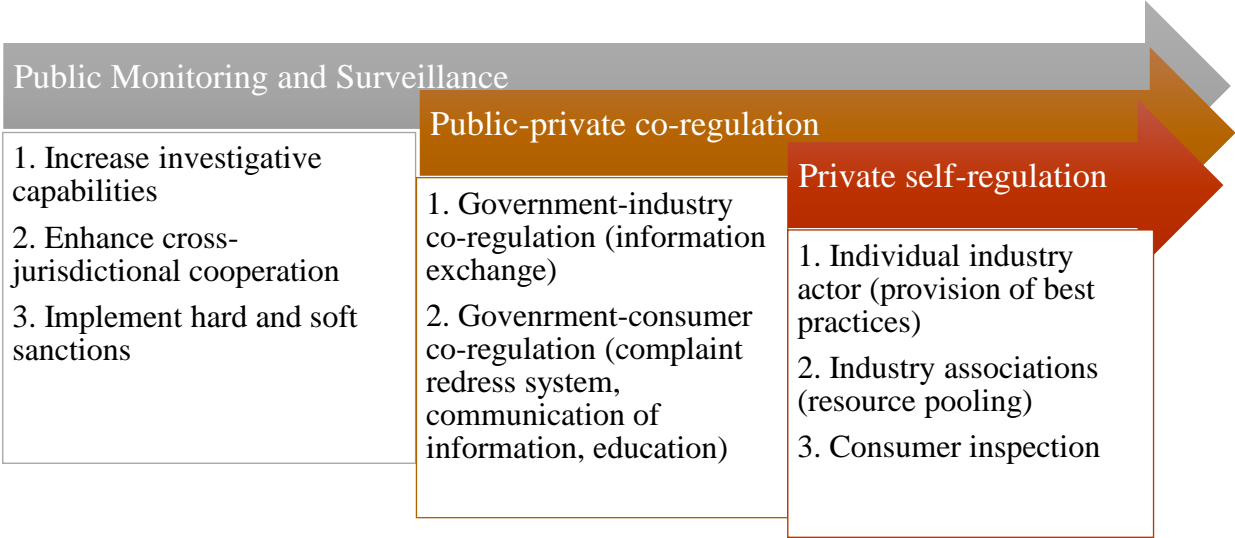 Public Monitoring and Surveillance
1. Increase investigative
capabilities
2. Enhance cross-
jurisdictional cooperation
3. Implement hard and soft
sanctions
Public-private co-regulation
1. Government-industry
co-regulation (information
exchange)
2. Govenrment-consumer
co-regulation (complaint
redress system,
communication of
information, education)
Private self-regulation
1. Individual industry
actor (provision of best
practices)
2. Industry associations
(resource pooling)
3. Consumer inspection